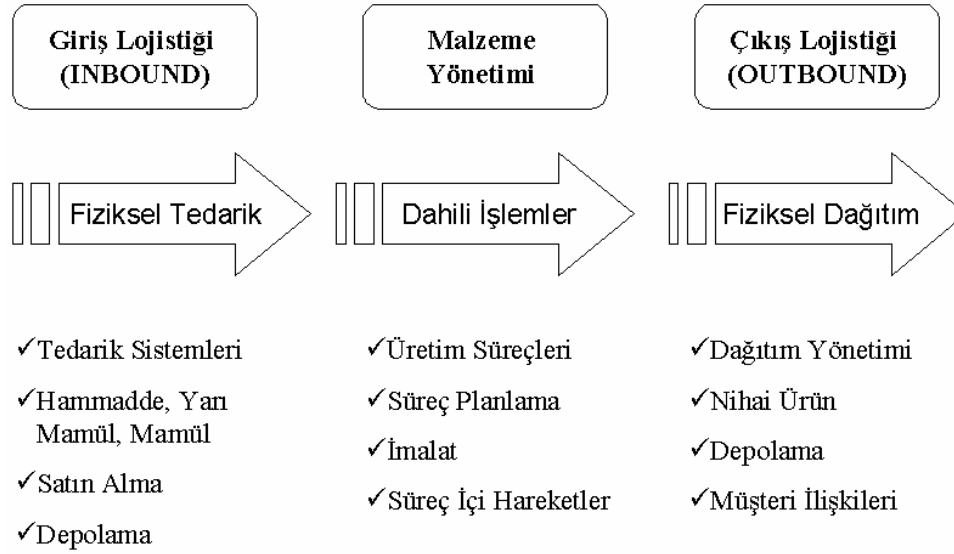 Giriş Lojistiği
(INBOUND)
Malzeme
Yönetimi
Çıkış Lojistiği
(OUTBOUND)
Fiziksel Tedarik
Dahili İşlemler
Fiziksel Dağıtım
✓Tedarik Sistemleri
✓Hammadde, Yarı
Mamül, Mamül
✓Satın Alma
✓Depolama
✓Üretim Süreçleri
✓Süreç Planlama
✓İmalat
✓Süreç İçi Hareketler
✓Dağıtım Yönetimi
✓Nihai Ürün
✓Depolama
✓Müşteri İlişkileri